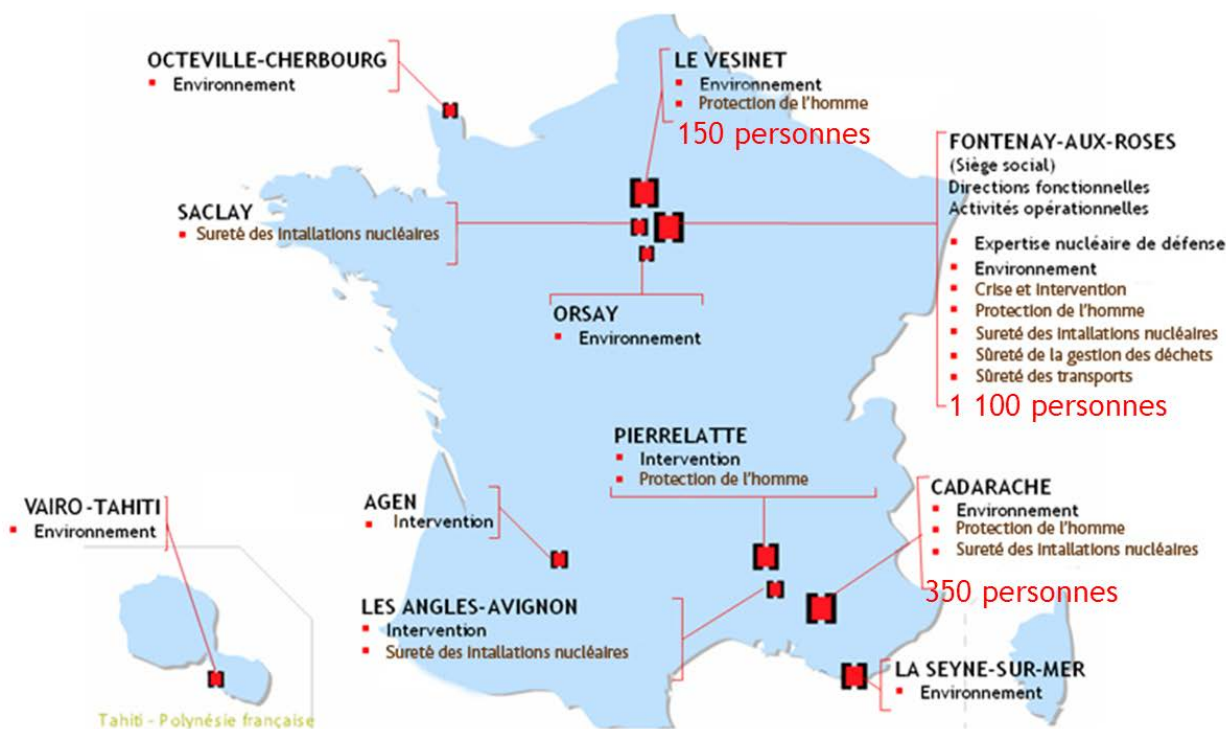 OCTEVILLE-CHERBOURG
Environnement
LE VESINET
Environnement
Protection de l'homme
150 personnes
FONTENAY-AUX-ROSES
(Siège social)
Directions fonctionnelles
Activités opérationnelles
Expertise nucléaire de défense
Environnement
Crise et intervention
Protection de l'homme
Sureté des intallations nucléaires
Sûreté de la gestion des déchets
Sûreté des transports
1 100 personnes
SACLAY
Sureté des intallations nucléaires
ORSAY
Environnement
PIERRELATTE
Intervention
Protection de l'homme
CADARACHE
Environnement
Protection de l'homme
Sureté des intallations nucléaires
350 personnes
VAIRO-TAHITI
Environnement
AGEN
Intervention
LES ANGLES-AVIGNON
Intervention
Sureté des intallations nucléaires
LA SEYNE-SUR-MER
Environnement
Tahiti - Polynésie française